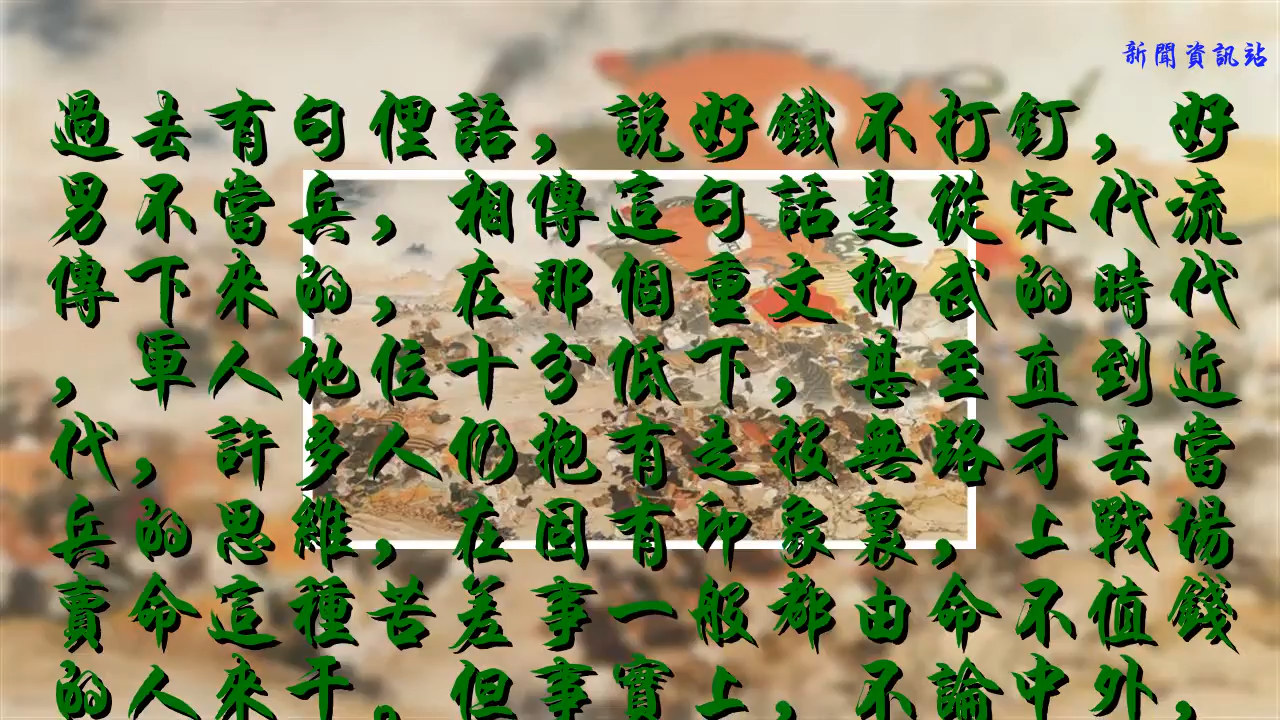 新聞資訊站
過去有句俚語，說好鐵不打釘，好
男不當兵，相傳這句話是從宋代流
傳下來的，在那個重文抑武的時代
，軍人地位十分低下，甚至直到近
代，許多人仍抱有走投無路才去當
兵的思維，在固有印象裏，上戰場
賣命這種苦差事一般都由命不值錢
的人來干。但事實上，不論中外，